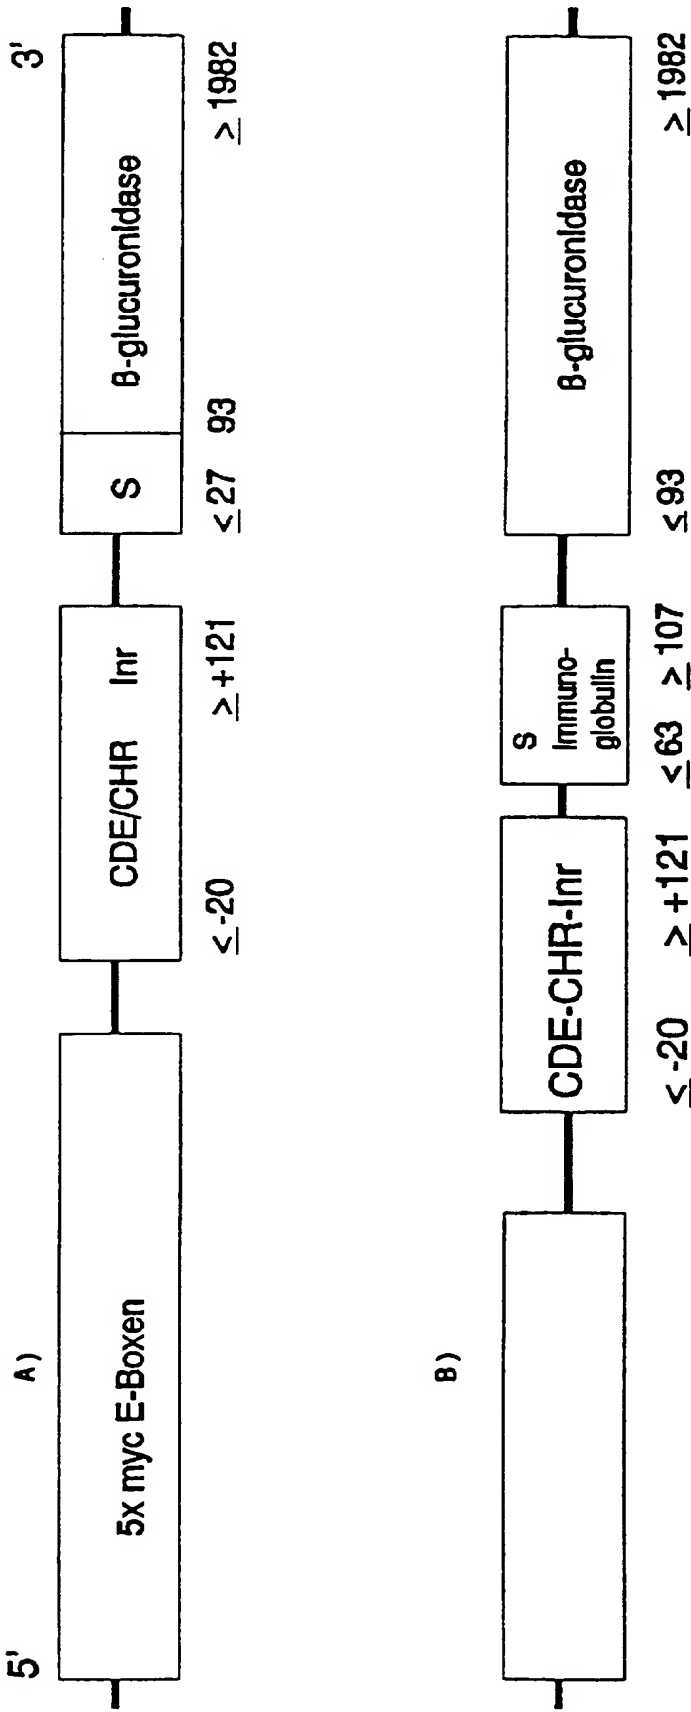 A)
5' 3'
5x myc E-Boxen CDE/CHR Inr S β-glucuronidase
≤ -20 ≥ +121 ≤ 27 93 ≥ 1982
B)
CDE-CHR-Inr S Immuno-globulin β-glucuronidase
≤ -20 ≥ +121 ≤ 63 ≥ 107 ≤ 93 ≥ 1982